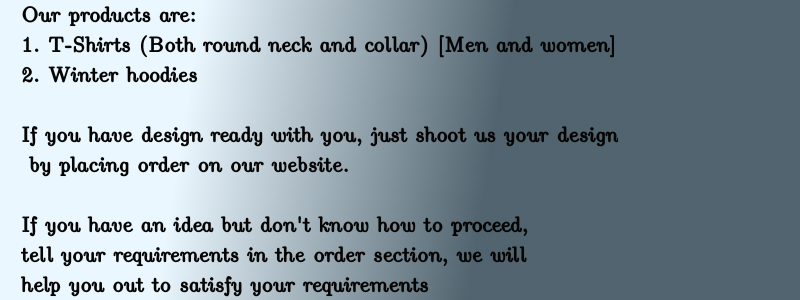 Our products are:
1. T-Shirts (Both round neck and collar) [Men and women]
2. Winter hoodies
If you have design ready with you, just shoot us your design
by placing order on our website.
If you have an idea but don't know how to proceed,
tell your requirements in the order section, we will
help you out to satisfy your requirements